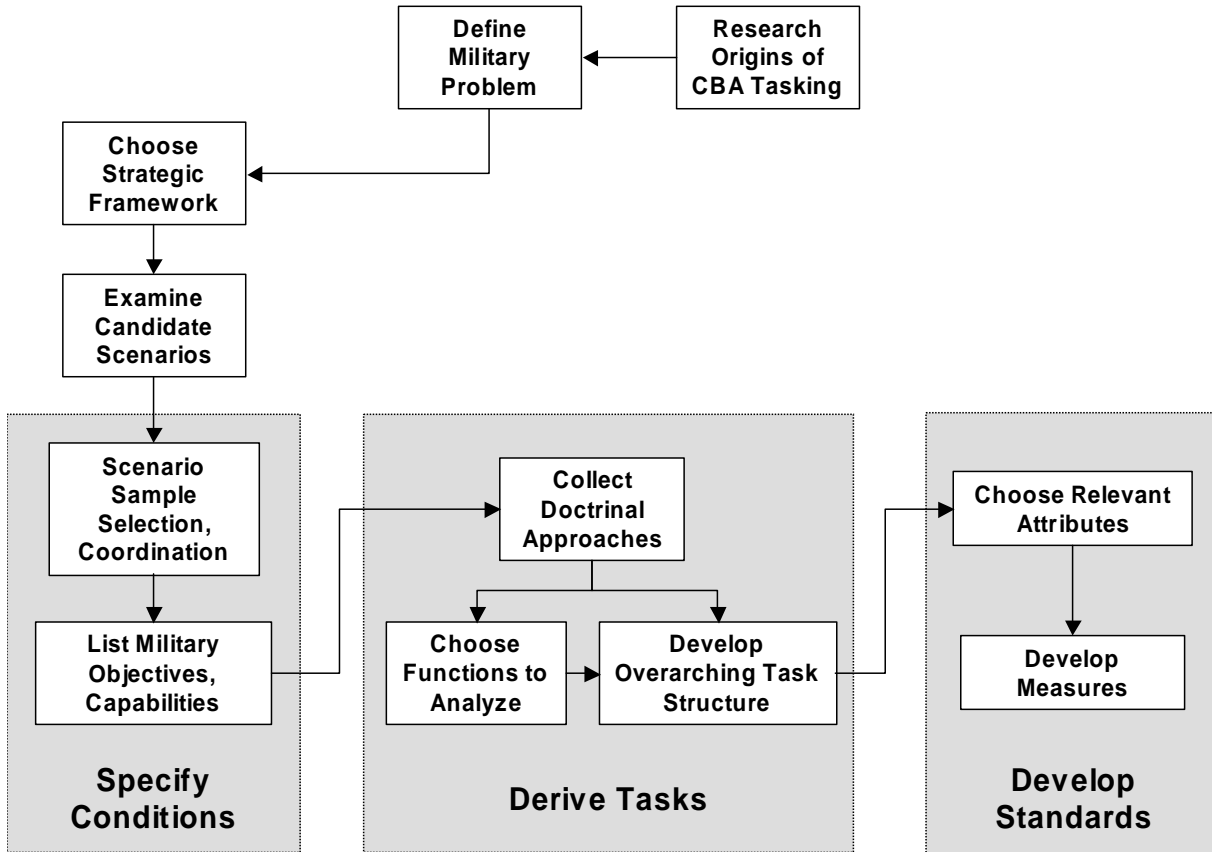 Define
Military
Problem
Research
Origins of
CBA Tasking
Choose
Strategic
Framework
Examine
Candidate
Scenarios
Scenario
Sample
Selection,
Coordination
List Military
Objectives,
Capabilities
Specify
Conditions
Collect
Doctrinal
Approaches
Choose
Functions to
Analyze
Develop
Overarching Task
Structure
Derive Tasks
Choose Relevant
Attributes
Develop
Measures
Develop
Standards